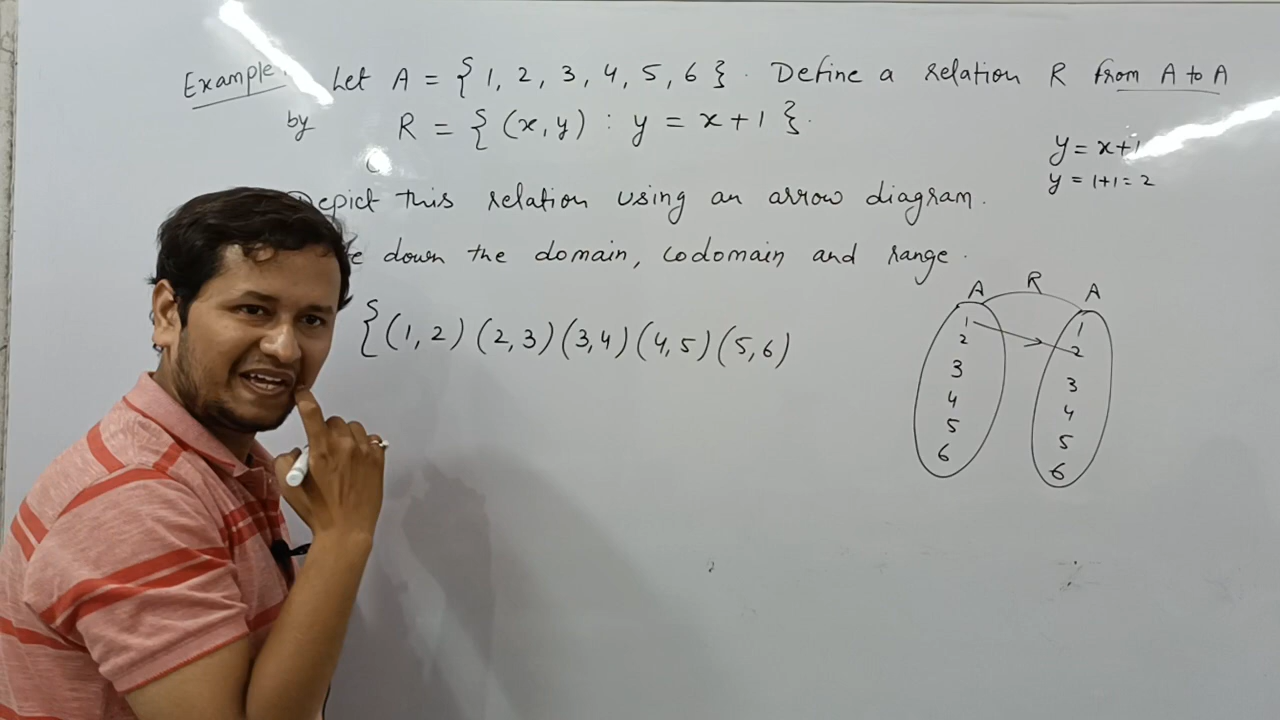 Example: Let A = { 1, 2, 3, 4, 5, 6 }. Define a relation R from A to A
by R = { (x, y) : y = x + 1 }.
y = x+1
y = 1+1 = 2
Depict this relation using an arrow diagram.
down the domain, codomain and range.
{ (1, 2) (2, 3) (3, 4) (4, 5) (5, 6)
A R A
1 1
2 2
3 3
4 4
5 5
6 6